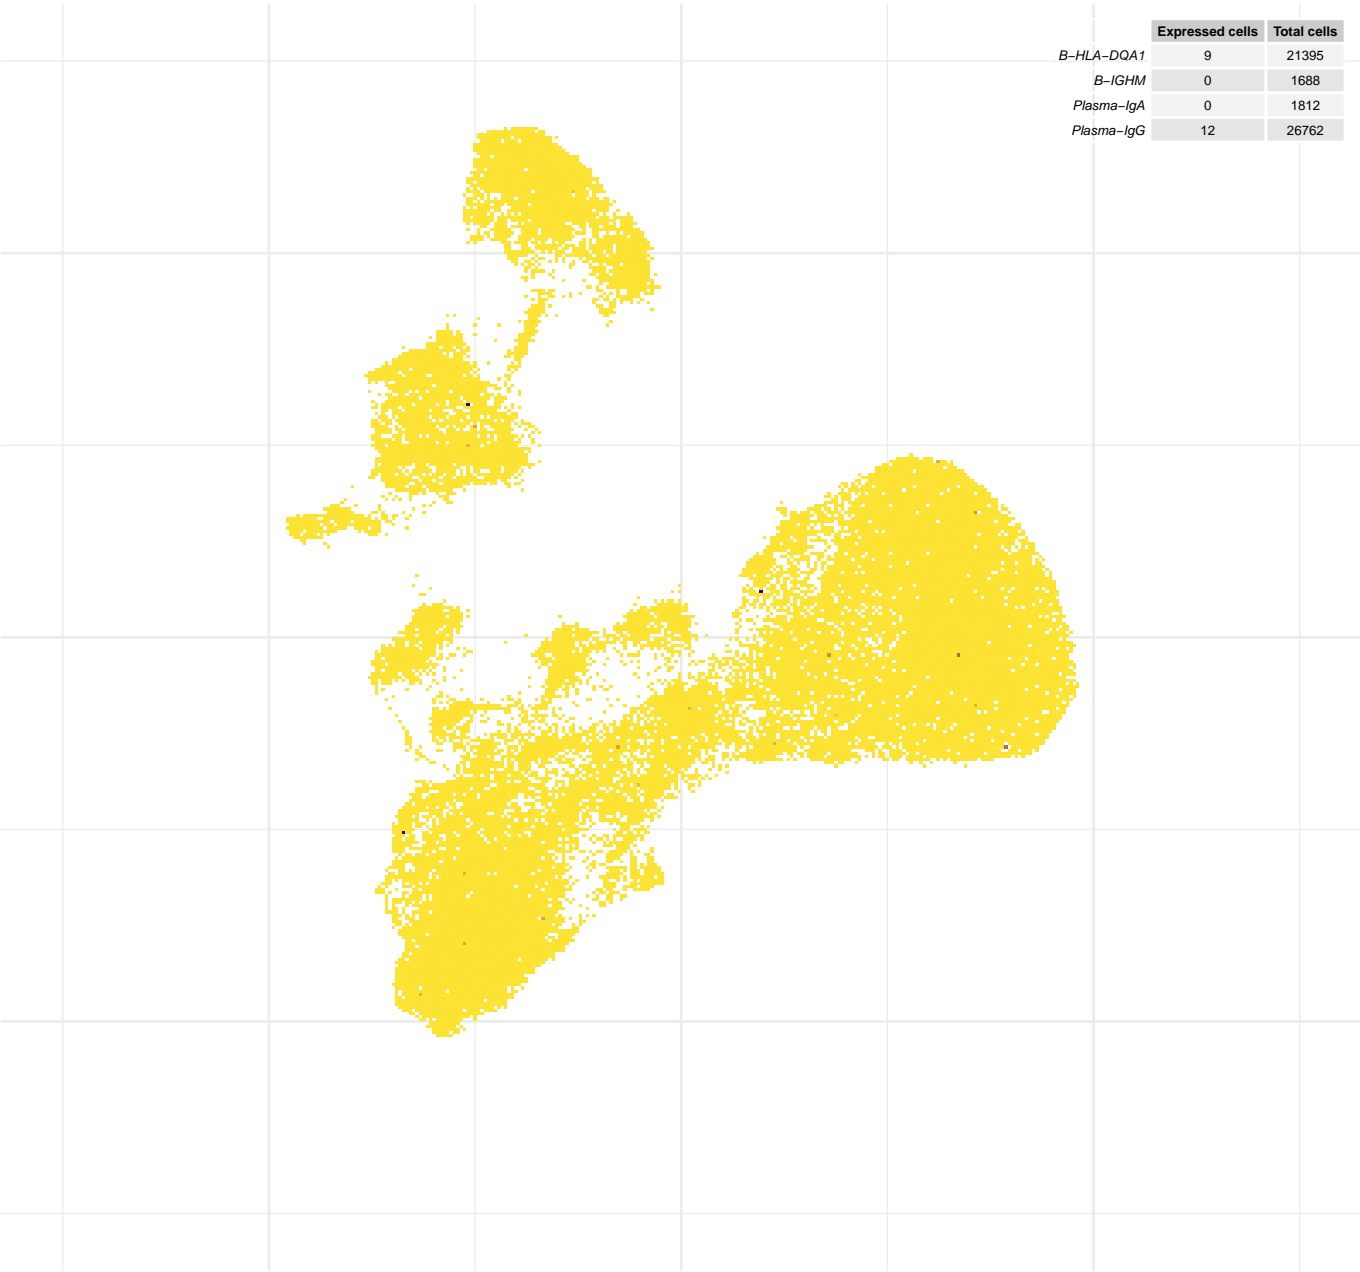 Expressed cells Total cells
B−HLA−DQA1 9 21395
B−IGHM 0 1688
Plasma−IgA 0 1812
Plasma−IgG 12 26762